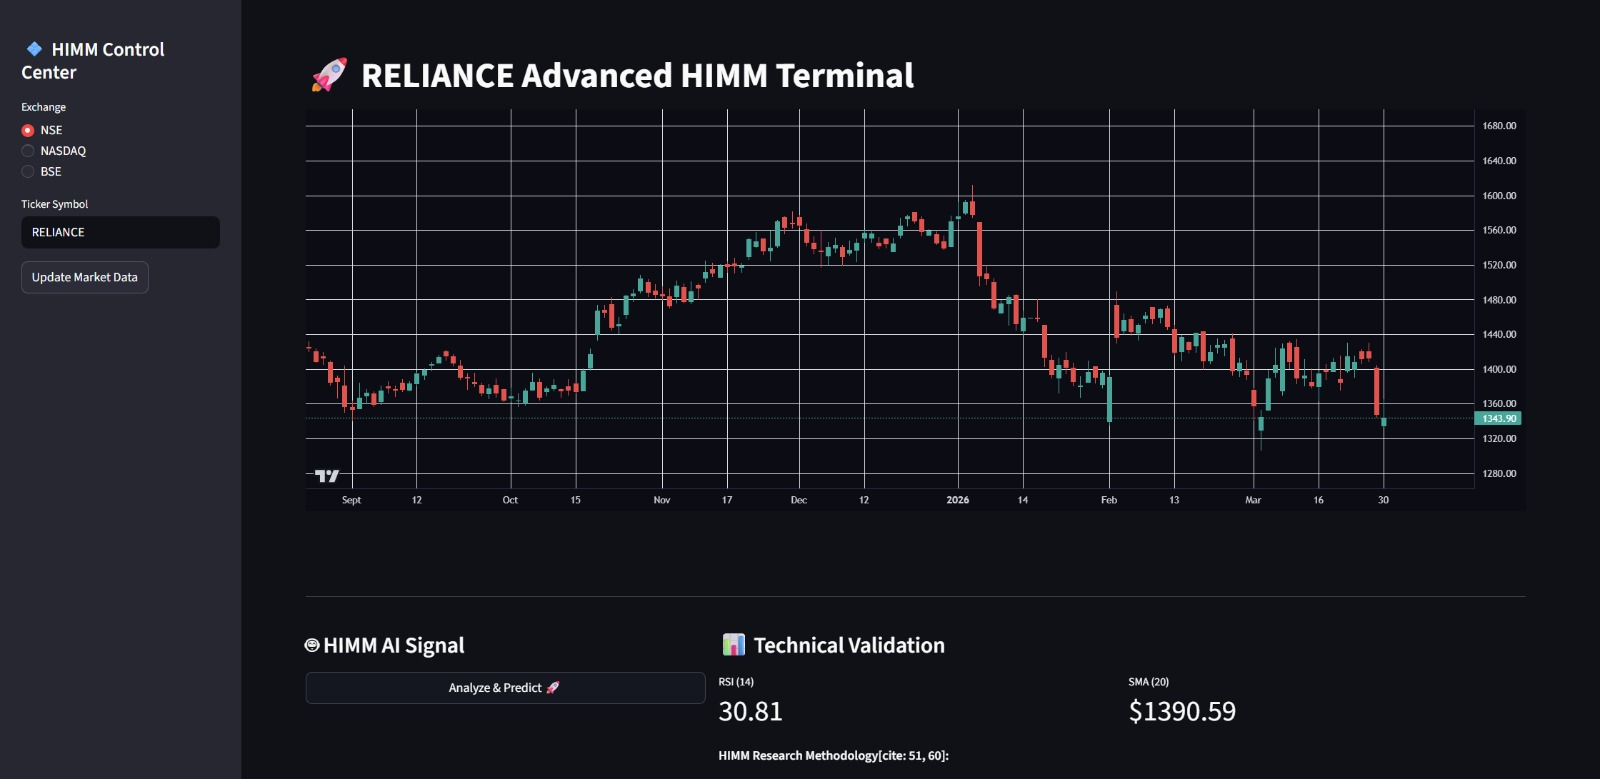 HIMM Control
Center
Exchange
NSE
NASDAQ
BSE
Ticker Symbol
RELIANCE
Update Market Data
🚀 RELIANCE Advanced HIMM Terminal
1680.00
1640.00
1600.00
1560.00
1520.00
1480.00
1440.00
1400.00
1360.00
1343.90
1320.00
1280.00
Sept 12 Oct 15 Nov 17 Dec 12 2026 14 Feb 13 Mar 16 30
HIMM AI Signal
Analyze & Predict 🚀
📊 Technical Validation
RSI (14)
30.81
SMA (20)
$1390.59
HIMM Research Methodology[cite: 51, 60]: